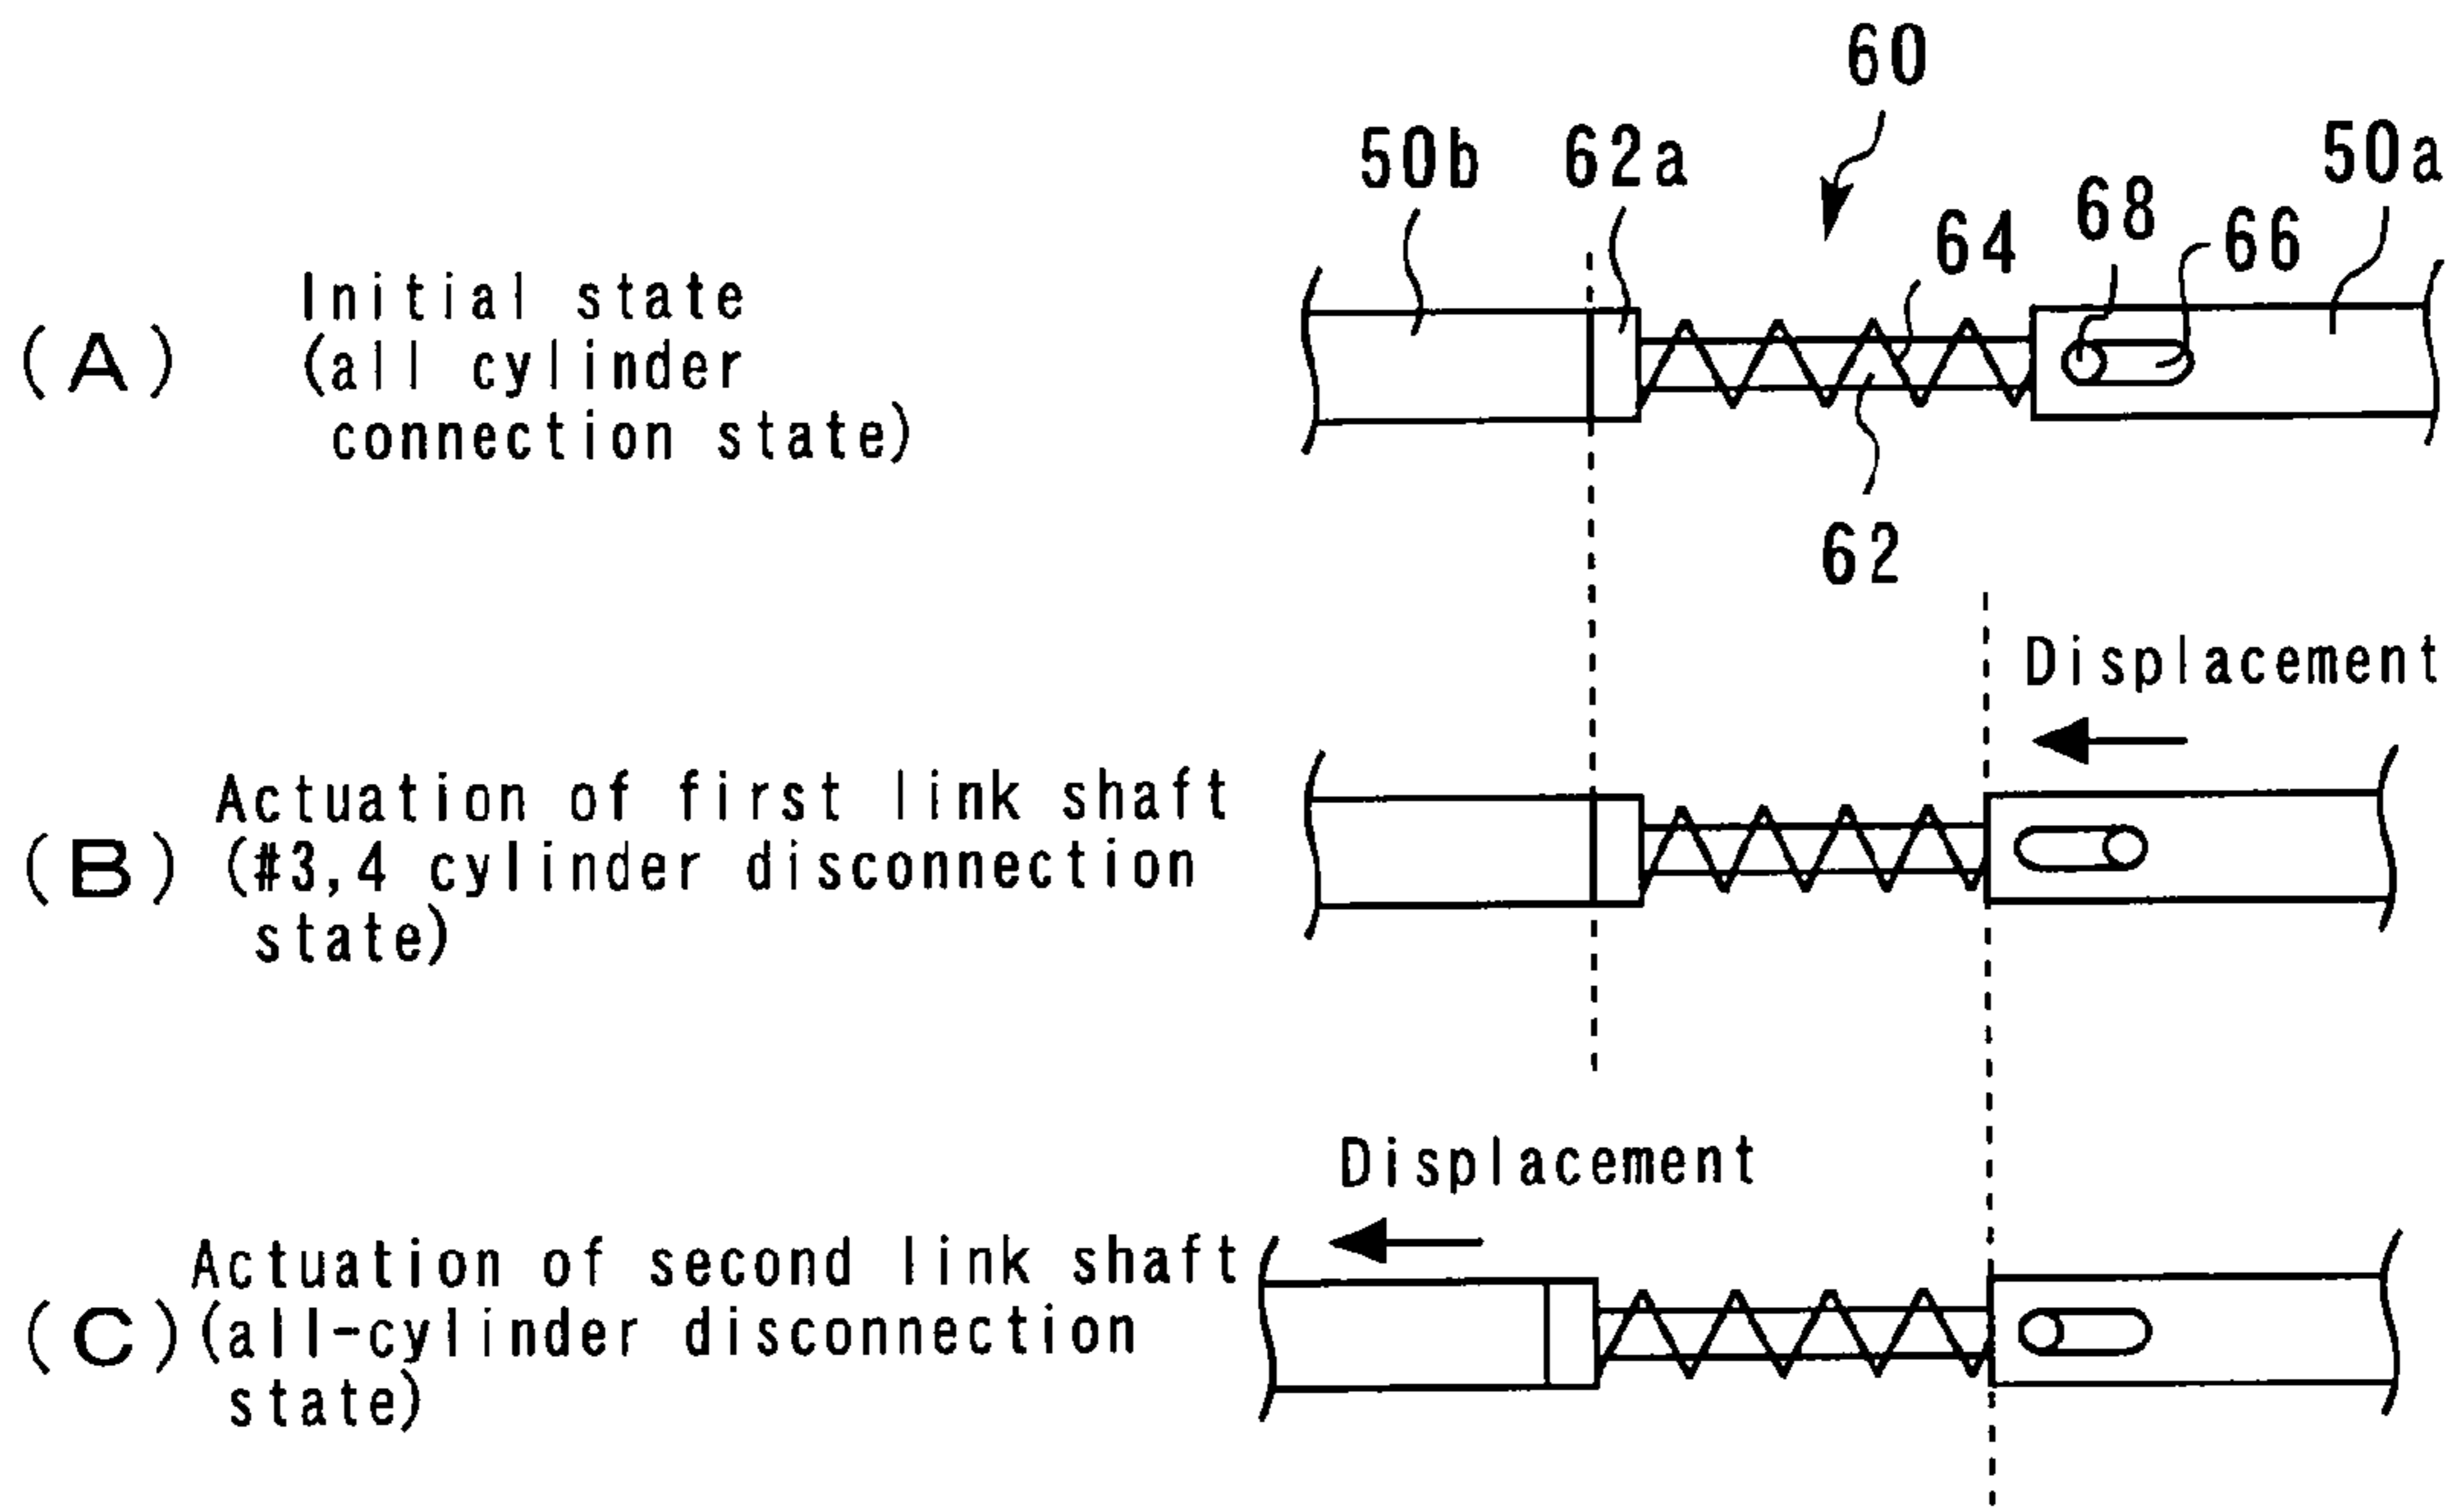 60
50b 62a 50a
64 68 66
(A) Initial state
(all cylinder
connection state)
62
Displacement
(B) Actuation of first link shaft
(#3,4 cylinder disconnection
state)
Displacement
(C) Actuation of second link shaft
(all-cylinder disconnection
state)